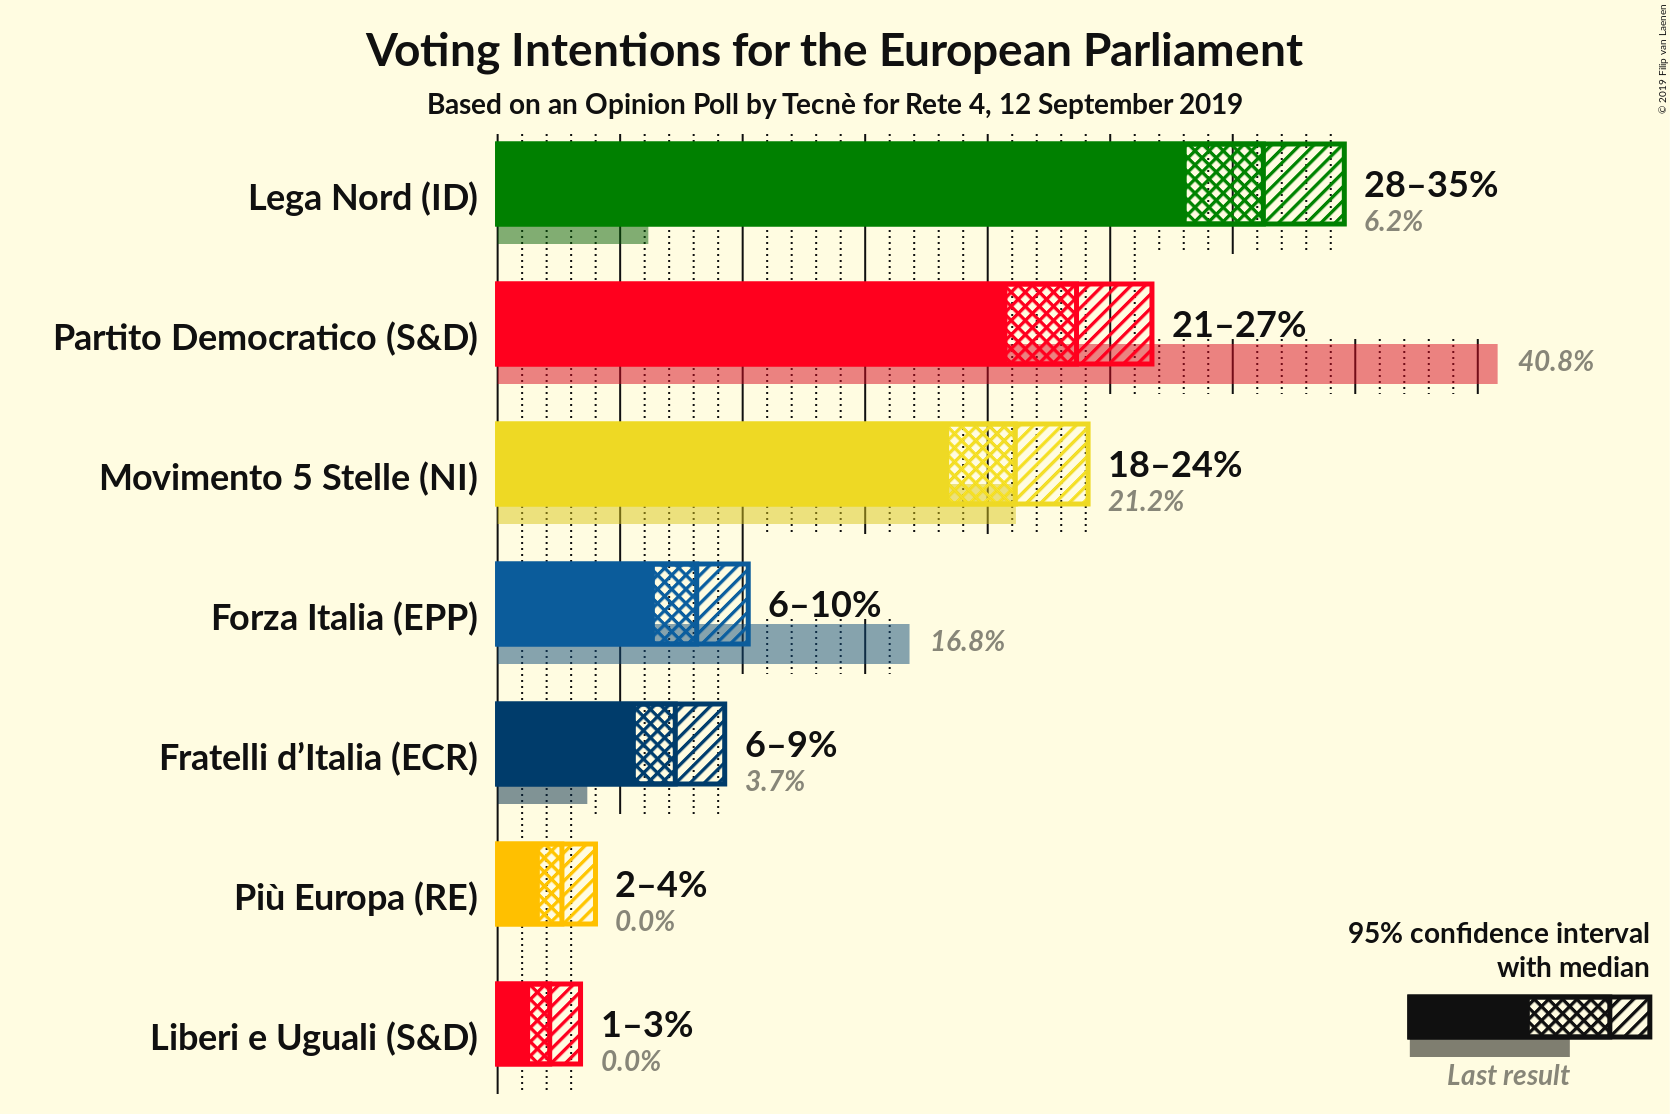 Voting Intentions for the European Parliament
Based on an Opinion Poll by Tecnè for Rete 4, 12 September 2019
© 2019 Filip van Laenen
Lega Nord (ID)
28–35%
6.2%
Partito Democratico (S&D)
21–27%
40.8%
Movimento 5 Stelle (NI)
18–24%
21.2%
Forza Italia (EPP)
6–10%
16.8%
Fratelli d’Italia (ECR)
6–9%
3.7%
Più Europa (RE)
2–4%
0.0%
Liberi e Uguali (S&D)
1–3%
0.0%
95% confidence interval
with median
Last result